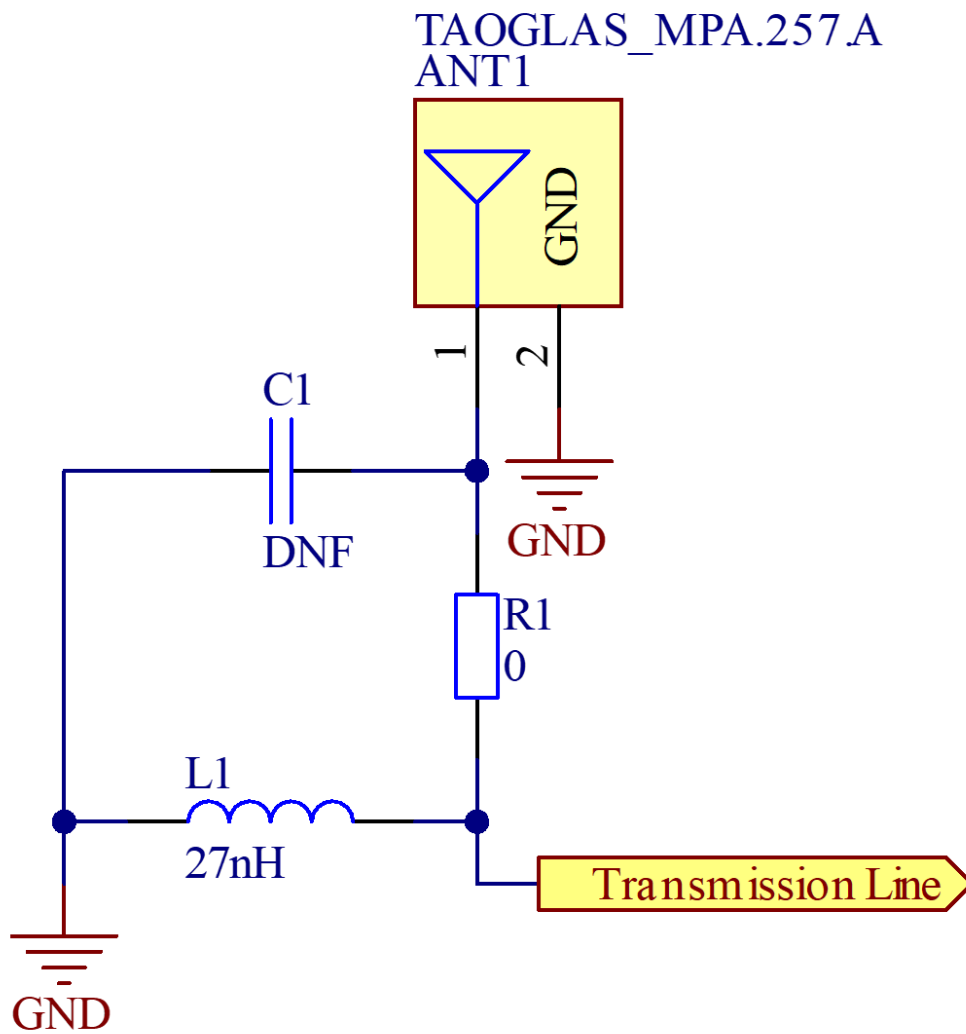 TAOGLAS_MPA.257.A
ANT1
GND
1
2
C1
DNF
GND
R1
0
L1
27nH
Transmission Line
GND